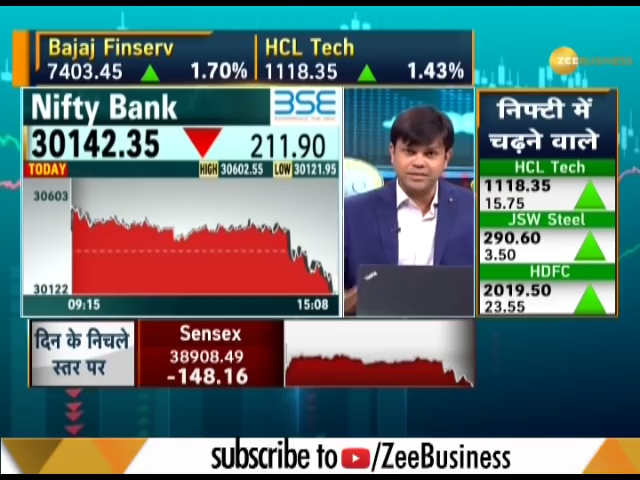 Bajaj Finserv
7403.45 1.70%
HCL Tech
1118.35 1.43%
ZEE BUSINESS
Nifty Bank
BSE
30142.35 211.90
TODAY
HIGH 30602.55 LOW 30121.95
30603
30122
09:15 15:08
निफ्टी में
चढ़ने वाले
HCL Tech
1118.35
15.75
JSW Steel
290.60
3.50
HDFC
2019.50
23.55
दिन के निचले
स्तर पर
Sensex
38908.49
-148.16
subscribe to /ZeeBusiness